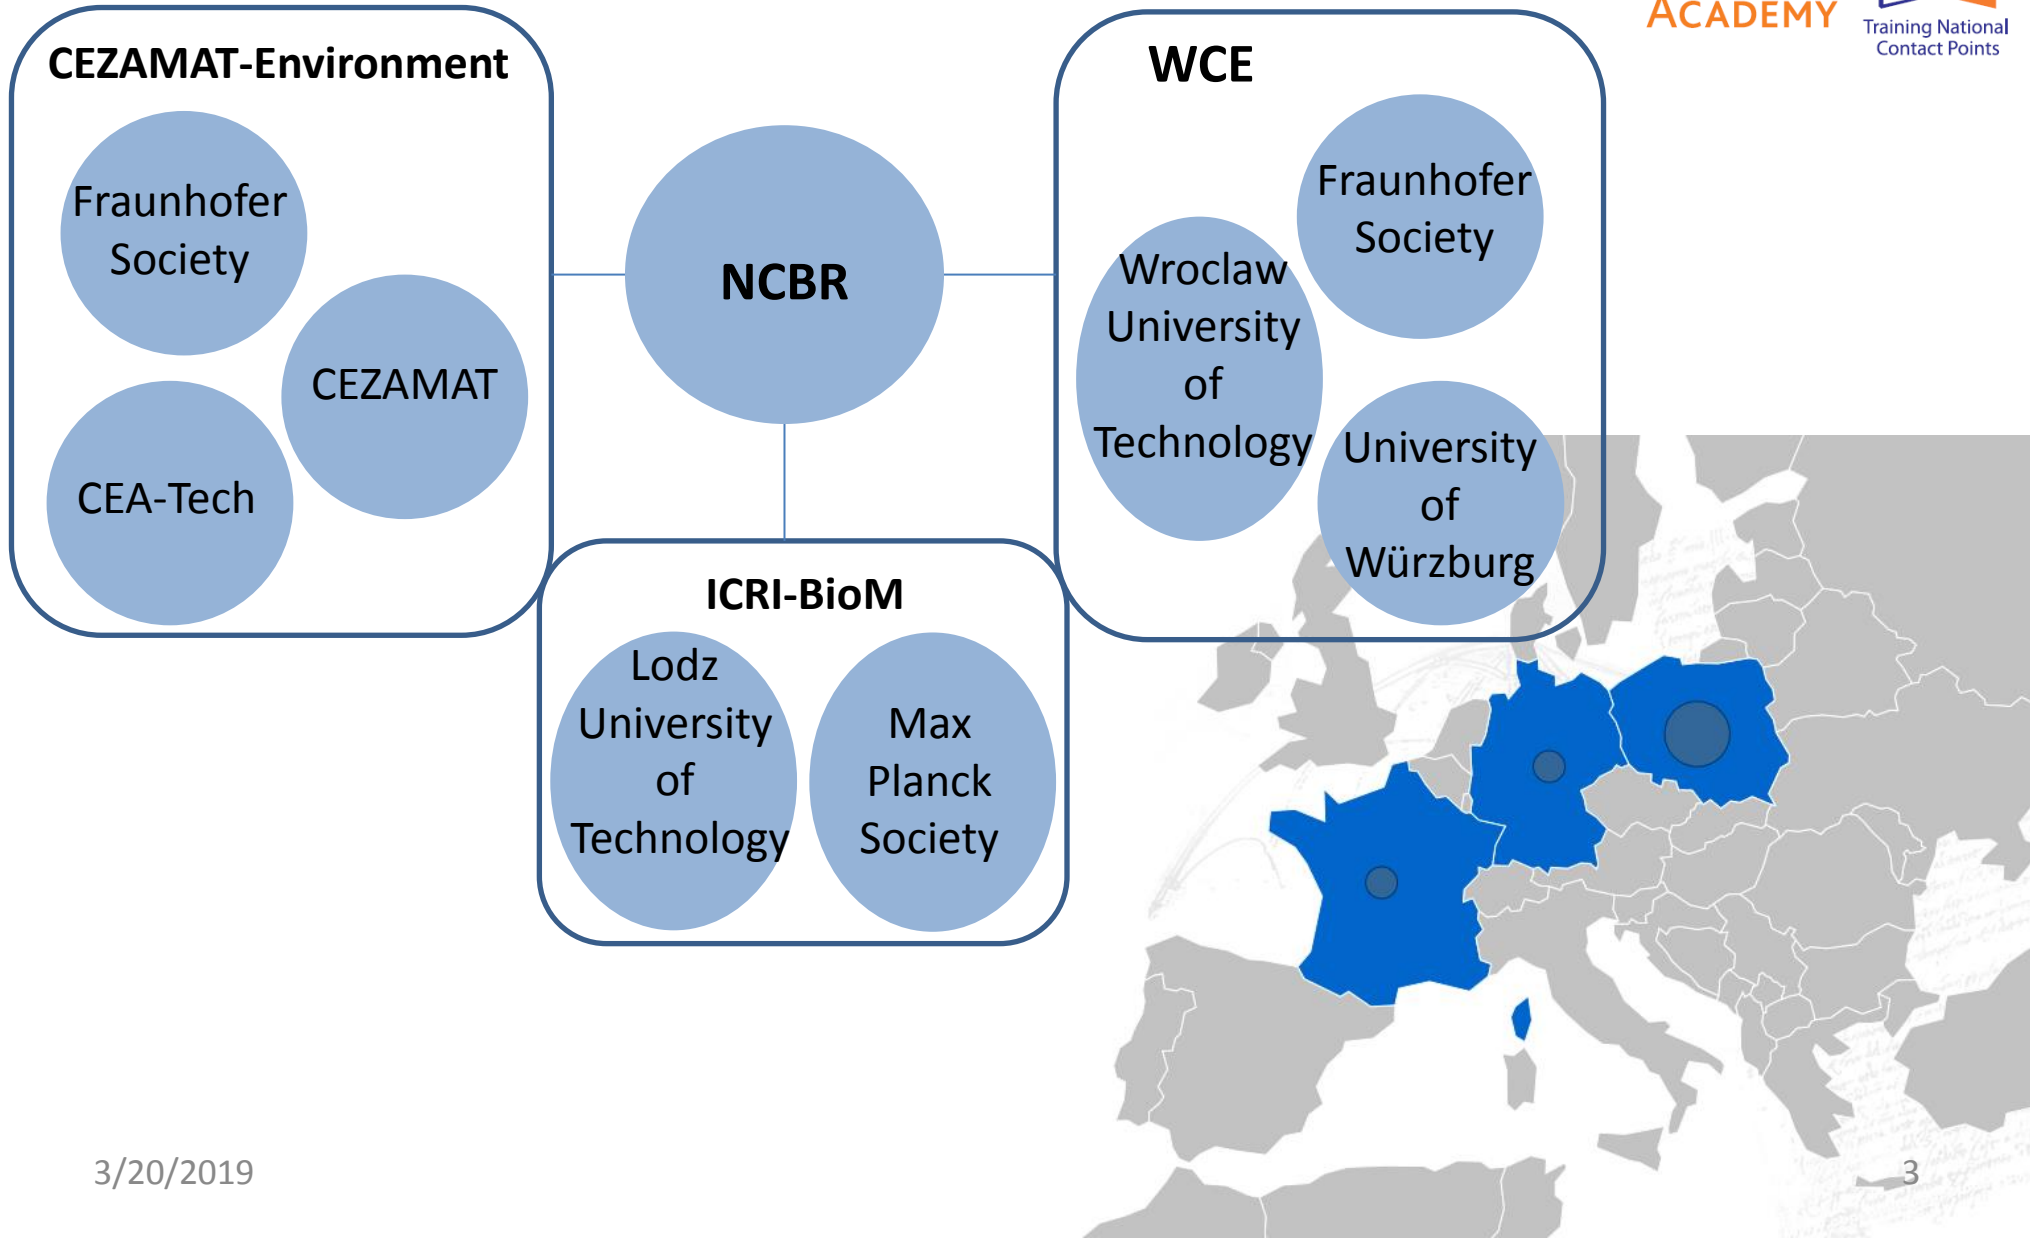 ACADEMY
Training National
Contact Points
CEZAMAT-Environment
Fraunhofer
Society
CEZAMAT
CEA-Tech
NCBR
WCE
Fraunhofer
Society
Wroclaw
University
of
Technology
University
of
Würzburg
ICRI-BioM
Lodz
University
of
Technology
Max
Planck
Society
3/20/2019
3